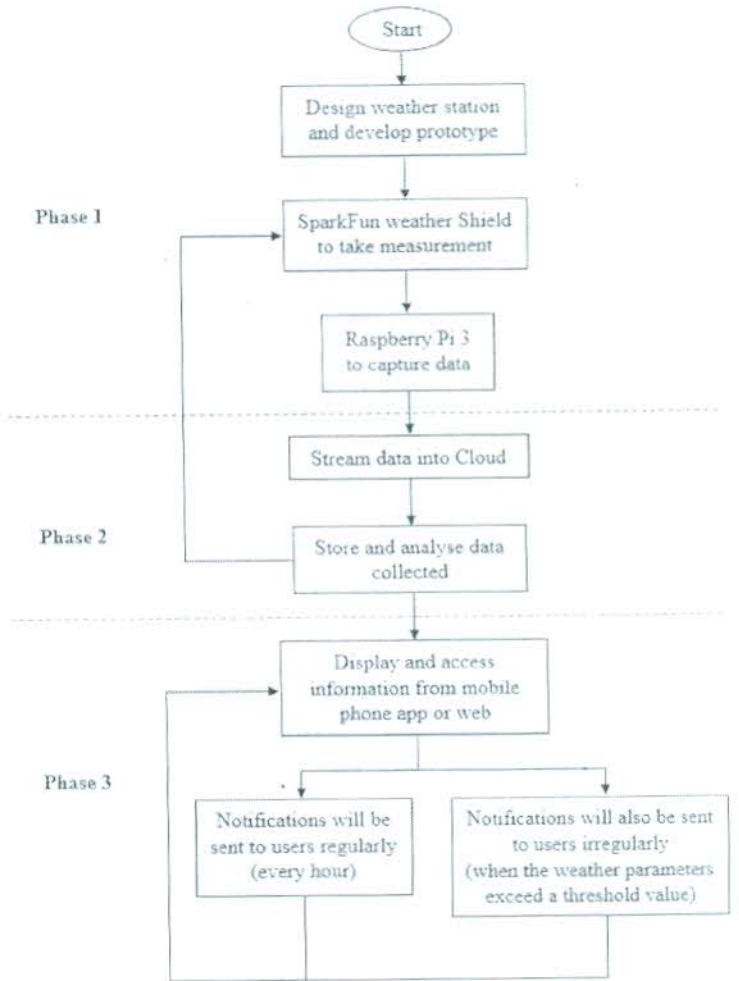 Start
Design weather station
and develop prototype
Phase 1
SparkFun weather Shield
to take measurement
Raspberry Pi 3
to capture data
Stream data into Cloud
Phase 2
Store and analyse data
collected
Display and access
information from mobile
phone app or web
Phase 3
Notifications will be
sent to users regularly
(every hour)
Notifications will also be sent
to users irregularly
(when the weather parameters
exceed a threshold value)